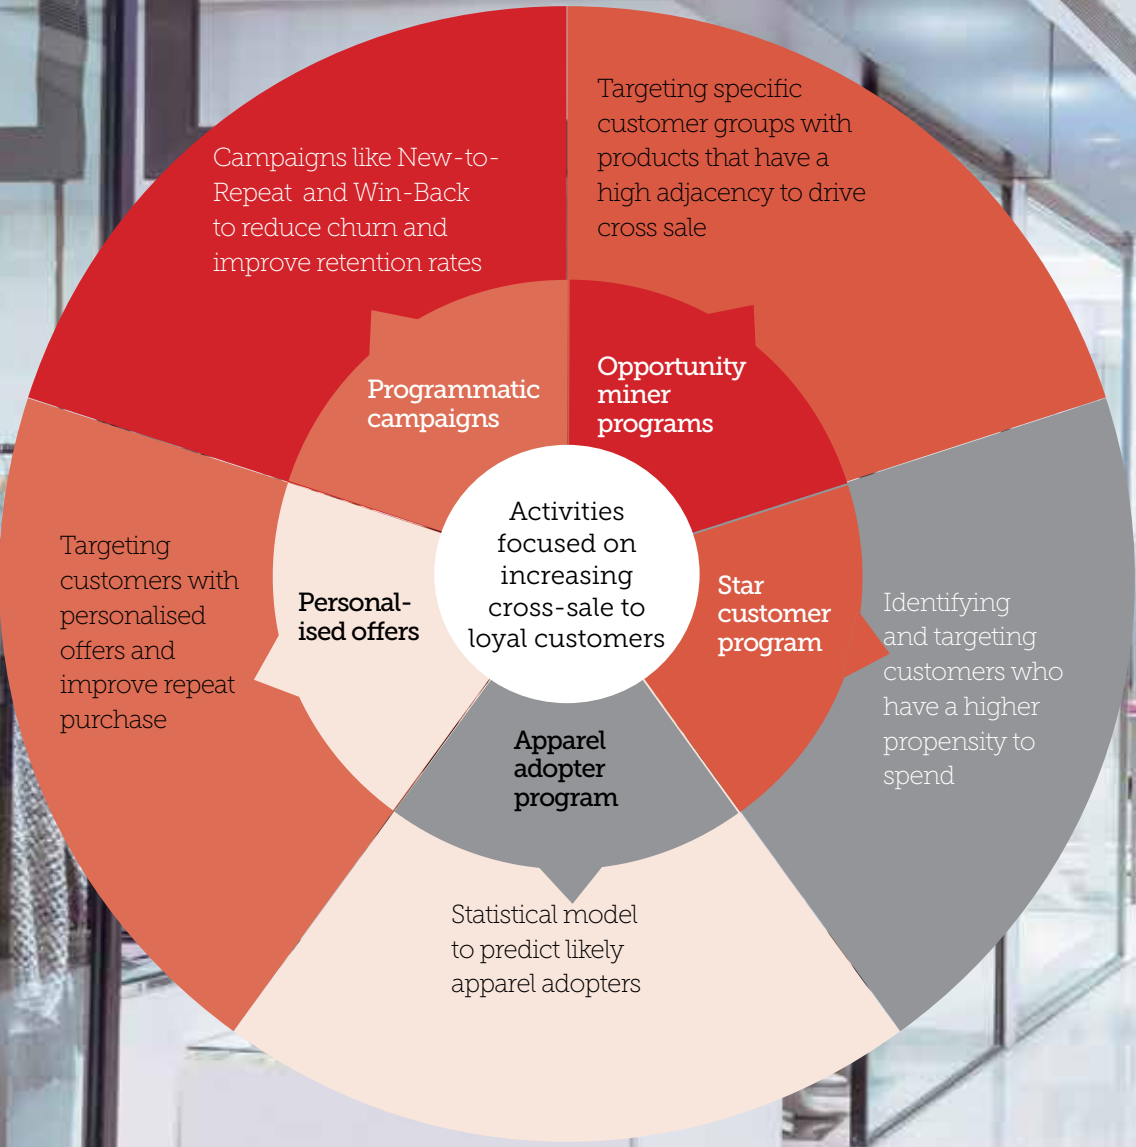 Campaigns like New-to-
Repeat and Win-Back
to reduce churn and
improve retention rates
Programmatic
campaigns
Targeting specific
customer groups with
products that have a
high adjacency to drive
cross sale
Opportunity
miner
programs
Activities
focused on
increasing
cross-sale to
loyal customers
Star
customer
program
Identifying
and targeting
customers who
have a higher
propensity to
spend
Apparel
adopter
program
Statistical model
to predict likely
apparel adopters
Personal-
ised offers
Targeting
customers with
personalised
offers and
improve repeat
purchase